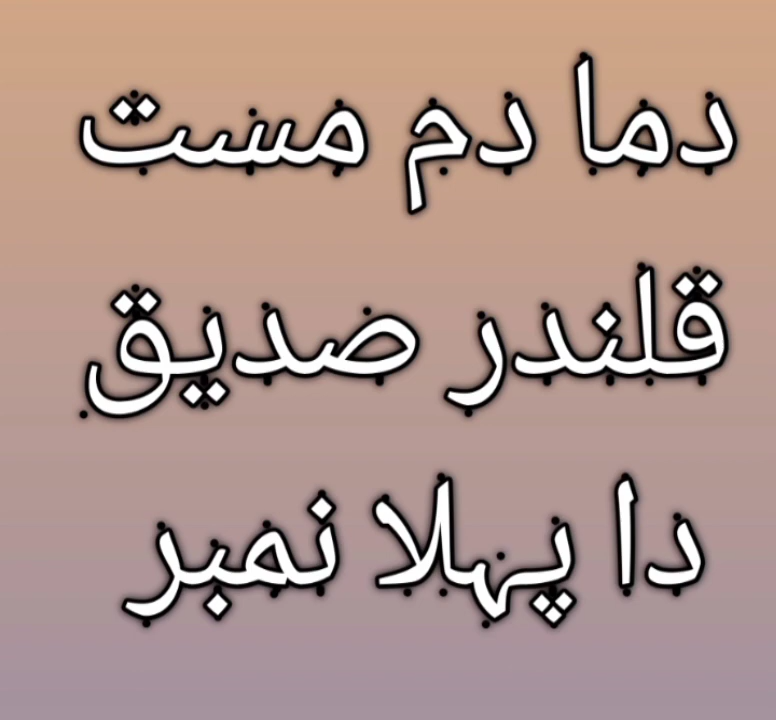 دما دم مست
قلندر صدیق
دا پہلا نمبر